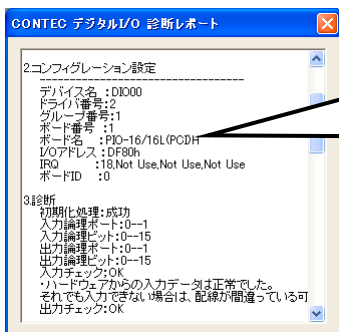 CONTEC デジタルI/O 診断レポート
2.コンフィグレーション設定
------------------------------------
デバイス名 :DIO00
ドライバ番号:2
グループ番号:1
ボード番号 :1
ボード名 :PIO-16/16L(PCI)H
I/Oアドレス :DF80h
IRQ :18,Not Use,Not Use,Not Use
ボードID :0
3.診断
初期化処理:成功
入力論理ポート:0--1
入力論理ビット:0--15
出力論理ポート:0--1
出力論理ビット:0--15
入力チェック:OK
・ハードウェアからの入力データは正常でした。
それでも入力できない場合は、配線が間違っている可
出力チェック:OK